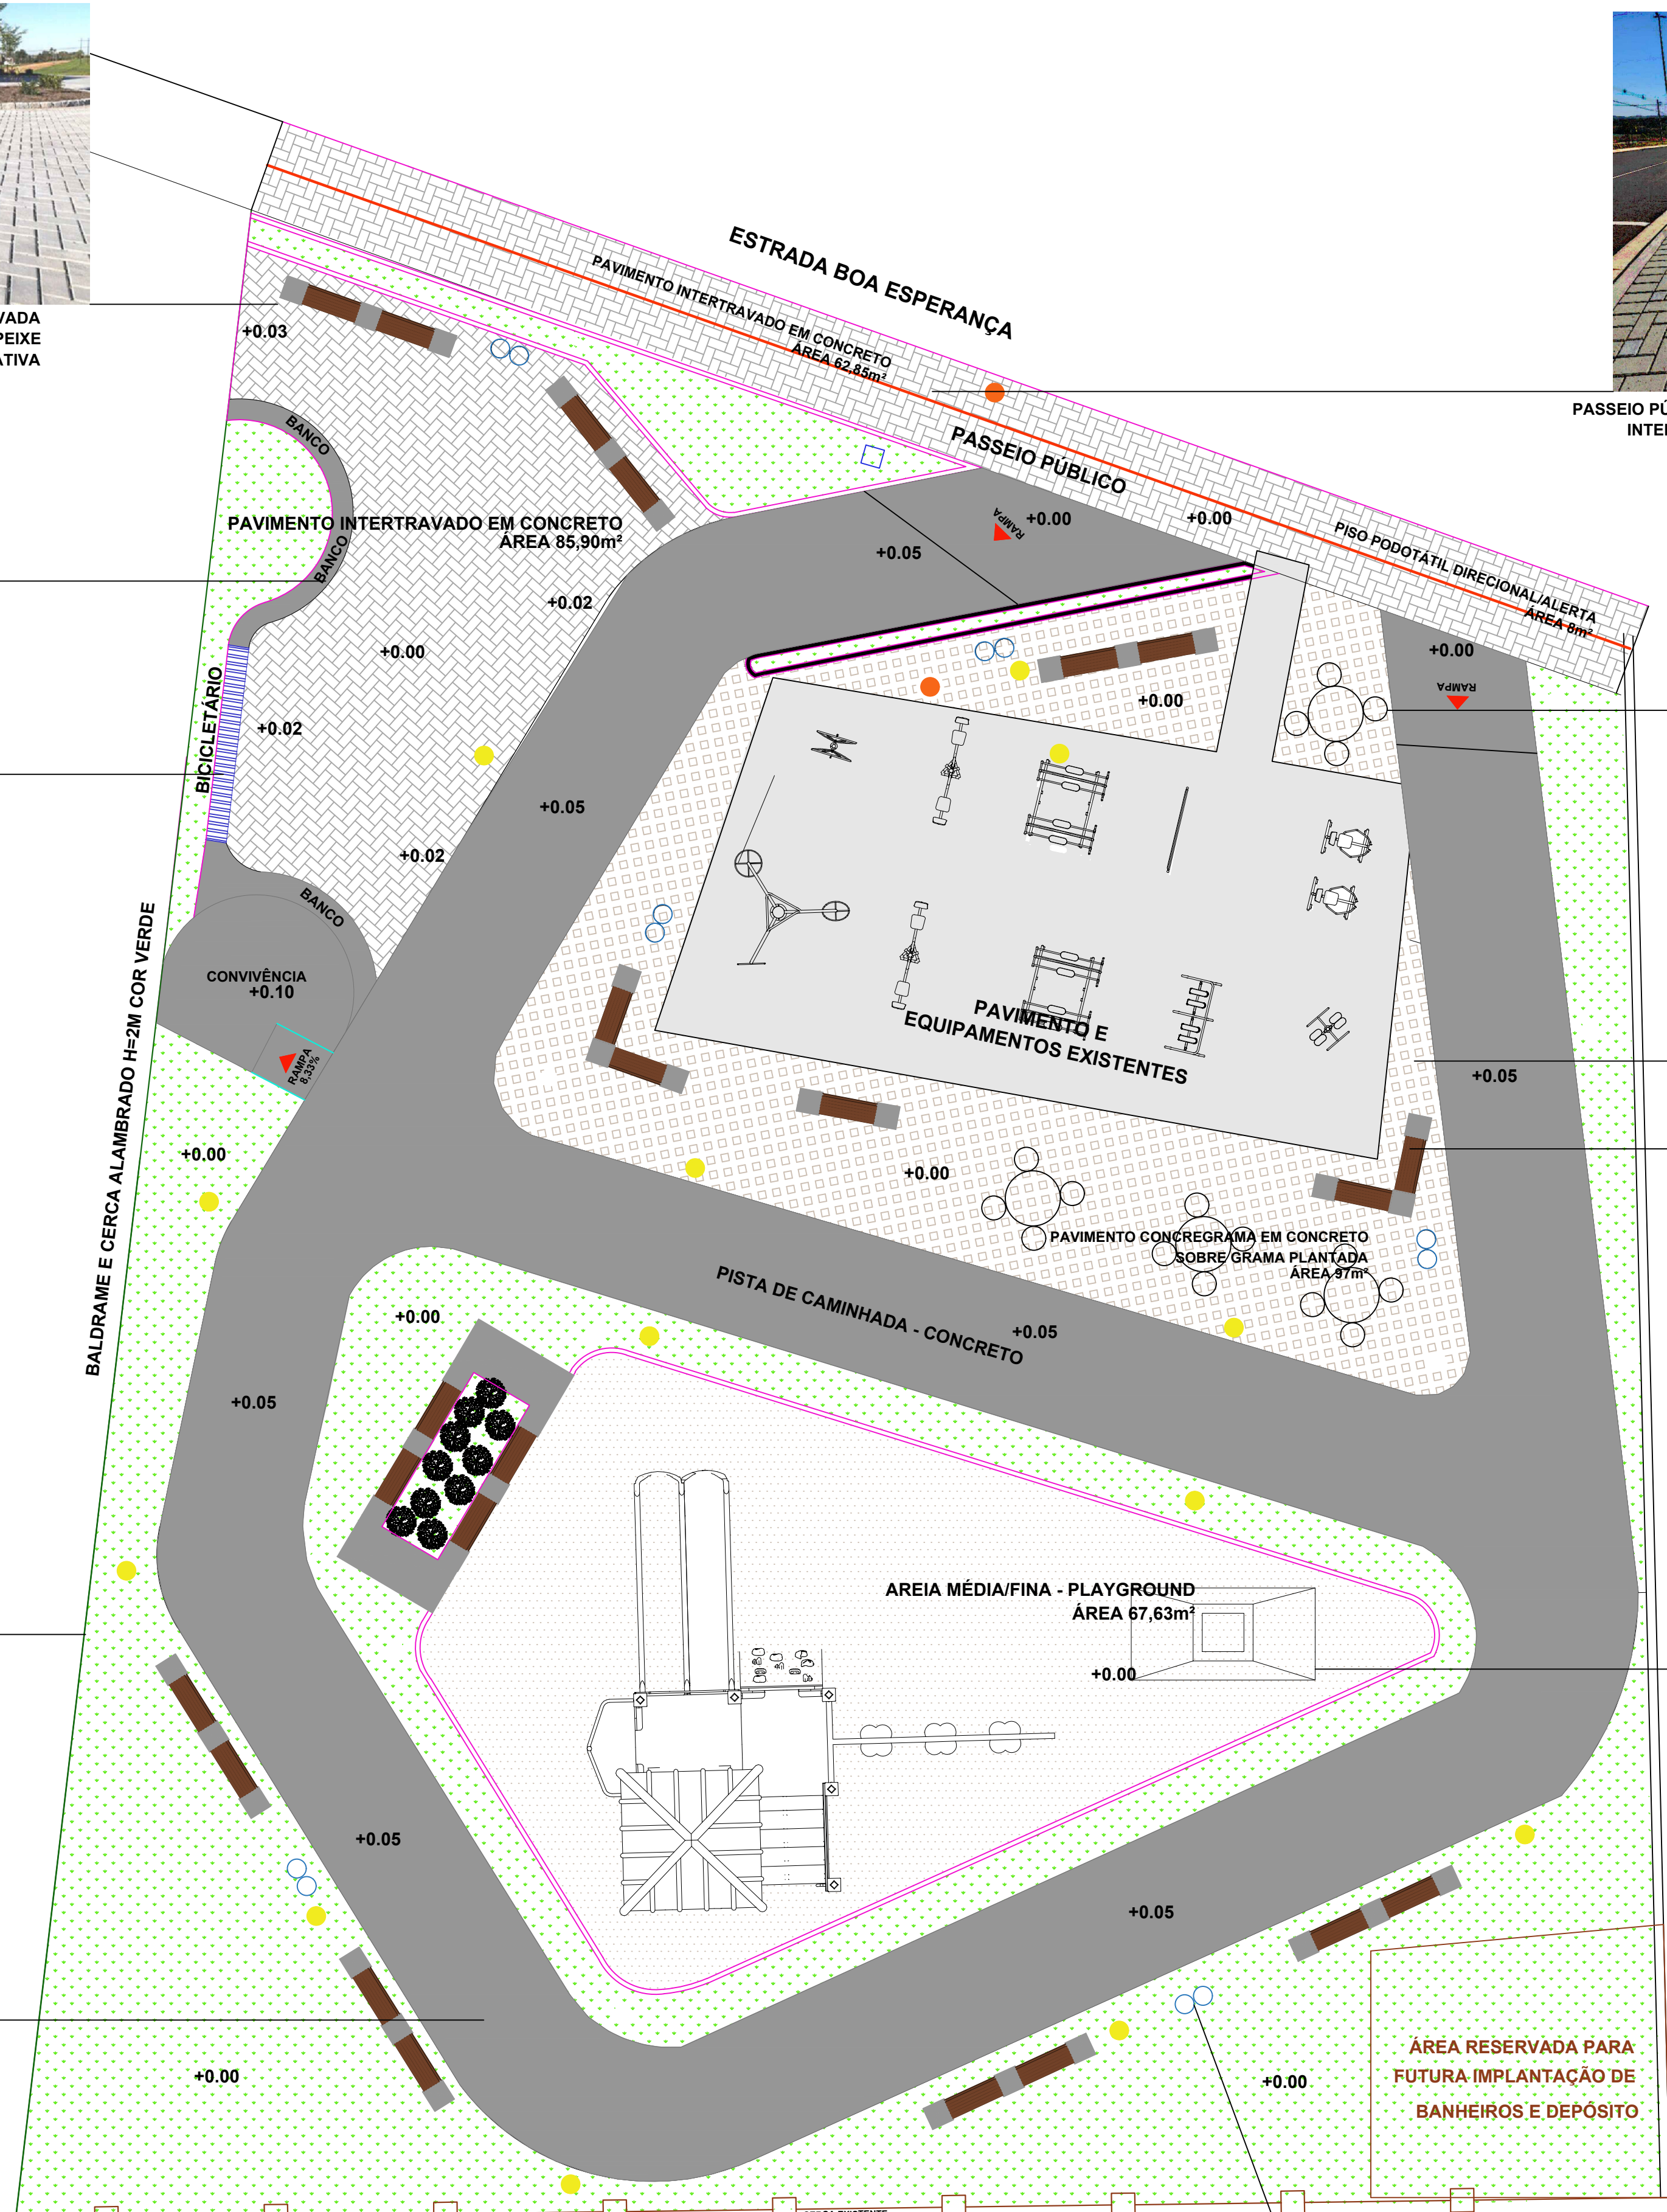 VADA
PEIXE
ATIVA
ESTRADA BOA ESPERANÇA
PAVIMENTO INTERTRAVADO EM CONCRETO
ÁREA 62,85m²
PASSEIO PÚ
INTE
+0.03
BANCO
PASSEIO PÚBLICO
PAVIMENTO INTERTRAVADO EM CONCRETO
ÁREA 85,90m²
BANCO
RAMPA
+0.00
+0.00
PISO PODOTÁTIL DIRECIONAL/ALERTA
ÁREA 8m²
+0.05
+0.02
+0.00
+0.00
RAMPA
+0.00
BICICLETÁRIO
+0.02
+0.05
+0.02
BANCO
CONVIVÊNCIA
+0.10
RAMPA
8,33%
BALDRAME E CERCA ALAMBRADO H=2M COR VERDE
PAVIMENTO E
EQUIPAMENTOS EXISTENTES
+0.05
+0.00
+0.00
PAVIMENTO CONCREGRAMA EM CONCRETO
SOBRE GRAMA PLANTADA
ÁREA 97m²
PISTA DE CAMINHADA - CONCRETO
+0.05
+0.00
+0.05
AREIA MÉDIA/FINA - PLAYGROUND
ÁREA 67,63m²
+0.00
+0.05
+0.05
+0.00
+0.00
ÁREA RESERVADA PARA
FUTURA IMPLANTAÇÃO DE
BANHEIROS E DEPÓSITO